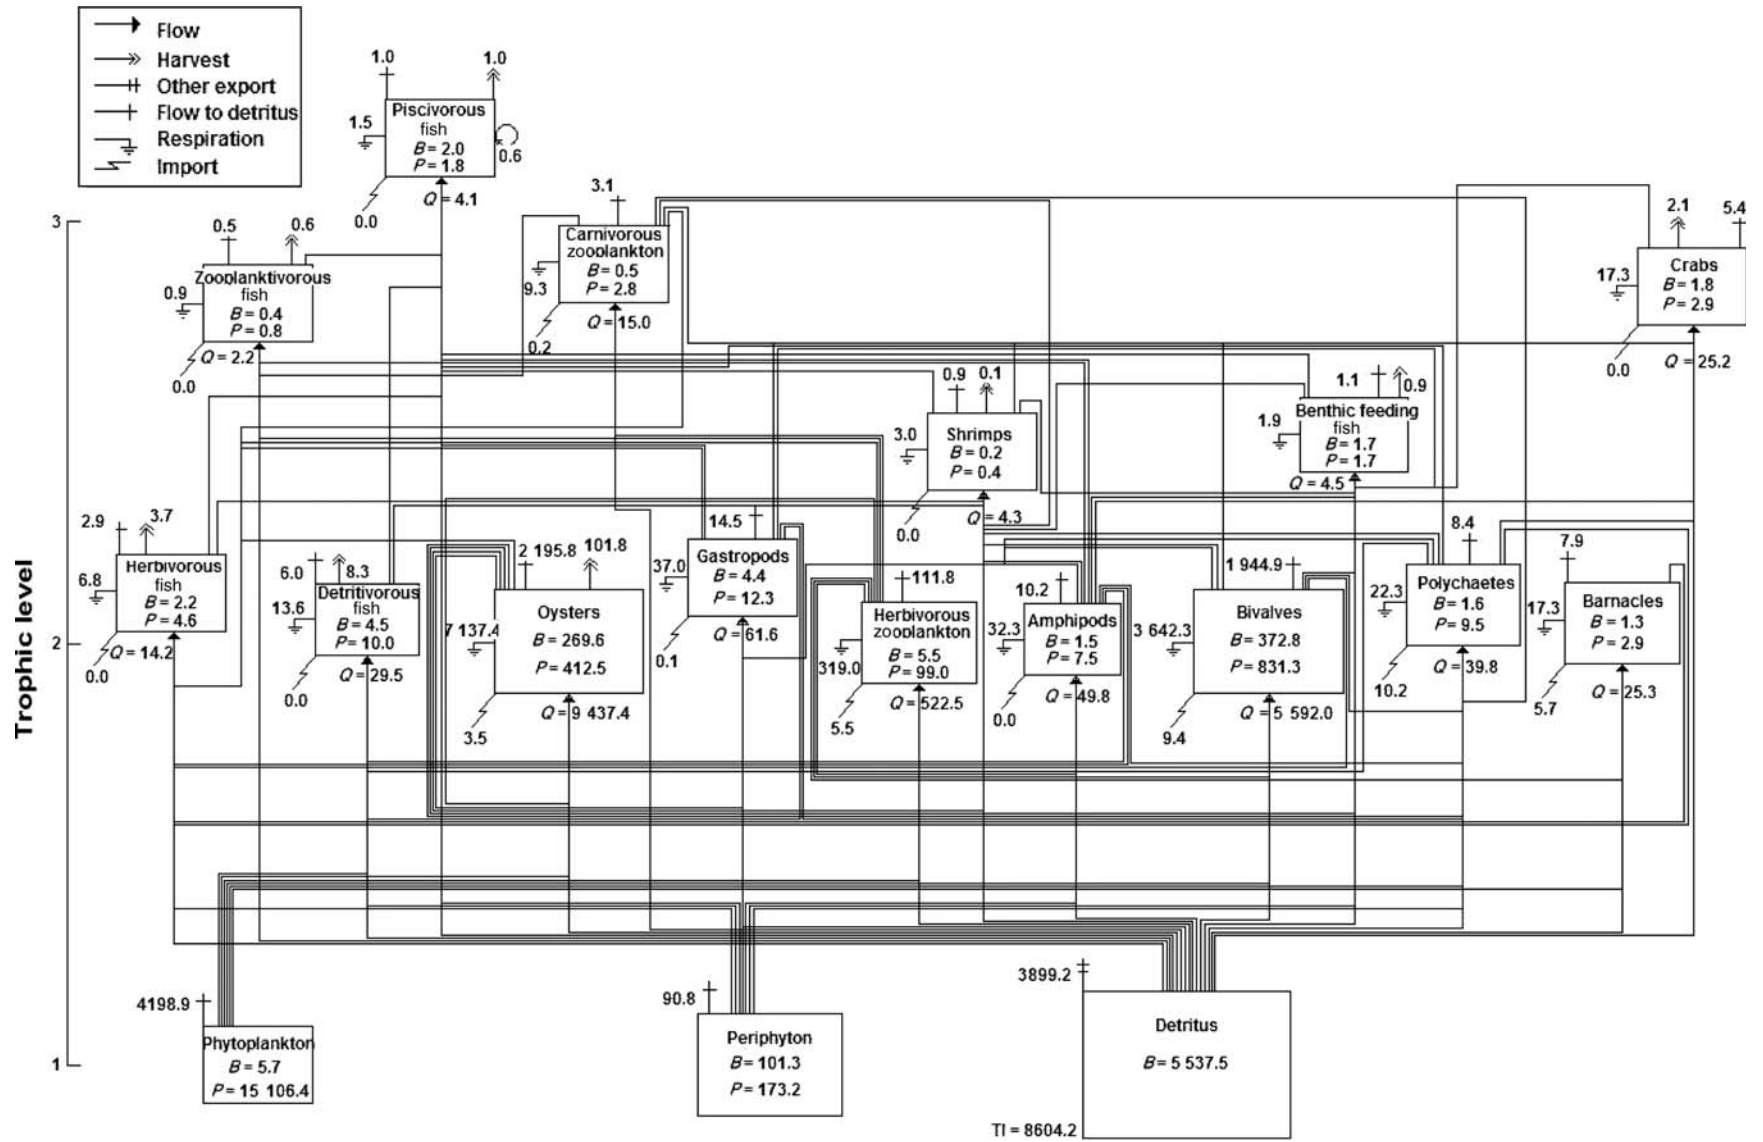 Flow
Harvest
Other export
Flow to detritus
Respiration
Import
Trophic level
3
2
1
1.0
1.0
Piscivorous
fish
B = 2.0
P = 1.8
1.5
0.6
0.0
Q = 4.1
0.5
0.6
Zooplanktivorous
fish
B = 0.4
P = 0.8
0.9
0.0
Q = 2.2
3.1
Carnivorous
zooplankton
B = 0.5
P = 2.8
9.3
0.2
Q = 15.0
2.1
5.4
Crabs
B = 1.8
P = 2.9
17.3
0.0
Q = 25.2
0.9
0.1
Shrimps
B = 0.2
P = 0.4
3.0
0.0
Q = 4.3
1.1
0.9
Benthic feeding
fish
B = 1.7
P = 1.7
1.9
Q = 4.5
2.9
3.7
Herbivorous
fish
B = 2.2
P = 4.6
6.8
0.0
Q = 14.2
6.0
8.3
Detritivorous
fish
B = 4.5
P = 10.0
13.6
0.0
Q = 29.5
2 195.8
101.8
Oysters
B = 269.6
P = 412.5
7 137.4
3.5
Q = 9 437.4
14.5
Gastropods
B = 4.4
P = 12.3
37.0
0.1
Q = 61.6
111.8
Herbivorous
zooplankton
B = 5.5
P = 99.0
319.0
5.5
Q = 522.5
10.2
Amphipods
B = 1.5
P = 7.5
32.3
0.0
Q = 49.8
1 944.9
Bivalves
B = 372.8
P = 831.3
3 642.3
9.4
Q = 5 592.0
8.4
Polychaetes
B = 1.6
P = 9.5
22.3
10.2
Q = 39.8
7.9
Barnacles
B = 1.3
P = 2.9
17.3
5.7
Q = 25.3
4198.9
Phytoplankton
B = 5.7
P = 15 106.4
90.8
Periphyton
B = 101.3
P = 173.2
3899.2
Detritus
B = 5 537.5
TI = 8604.2